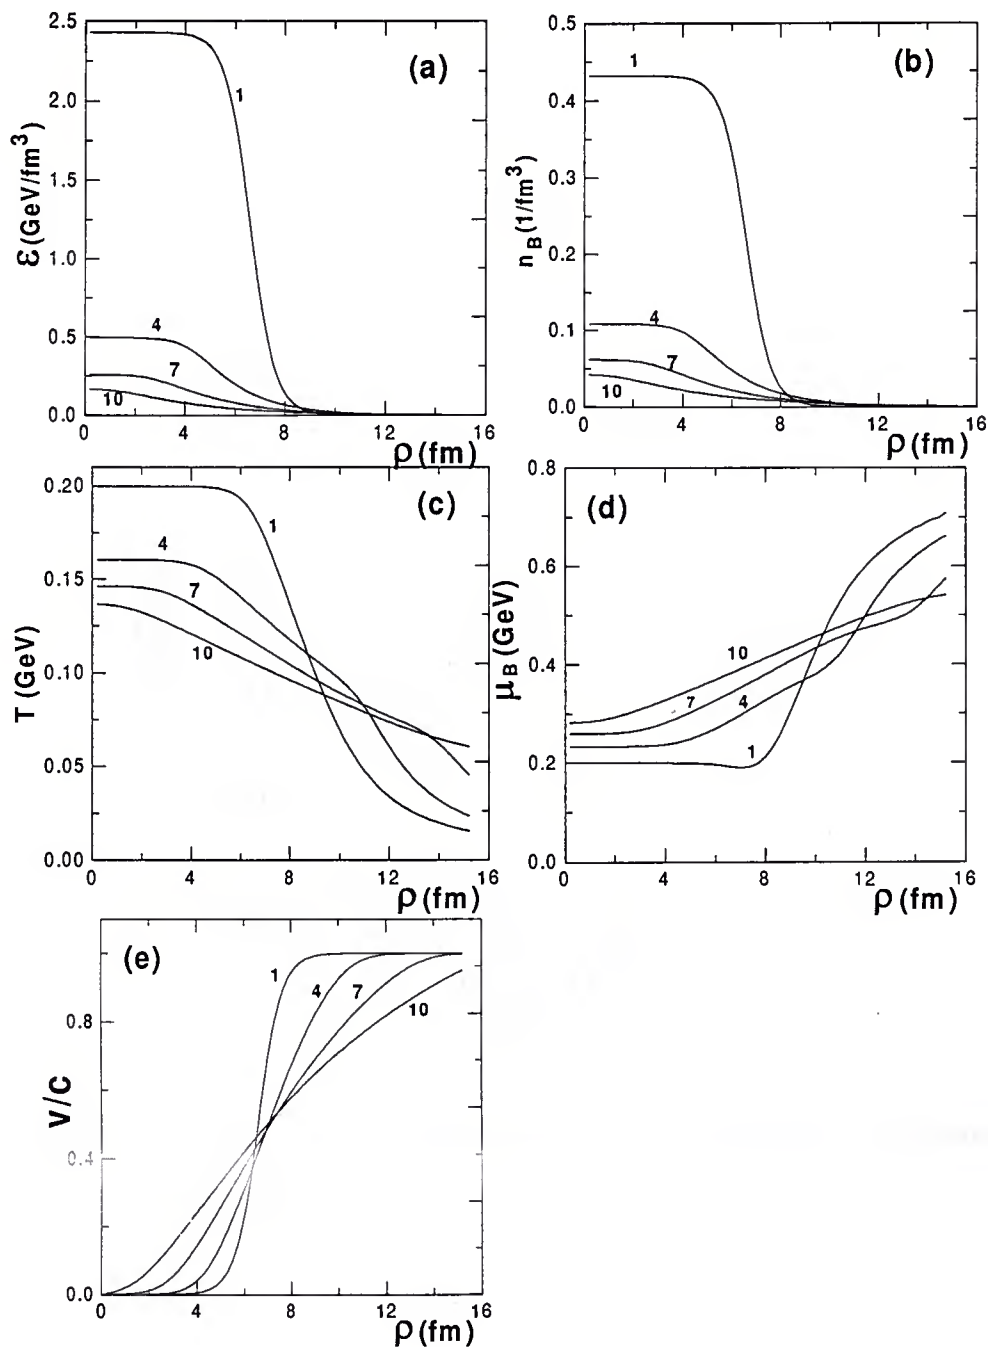 (a)
ε(GeV/fm³)
2.5
2.0
1.5
1.0
0.5
0.0
1
4
7
10
0 4 8 12 16
ρ(fm)
(b)
n_B(1/fm³)
0.5
0.4
0.3
0.2
0.1
0.0
1
4
7
10
0 4 8 12 16
ρ(fm)
(c)
T (GeV)
0.20
0.15
0.10
0.05
0.00
1
4
7
10
0 4 8 12 16
ρ(fm)
(d)
μ_B(GeV)
0.8
0.6
0.4
0.2
0.0
10
7
4
1
0 4 8 12 16
ρ(fm)
(e)
V/C
0.8
0.4
0.0
1
4
7
10
0 4 8 12 16
ρ(fm)